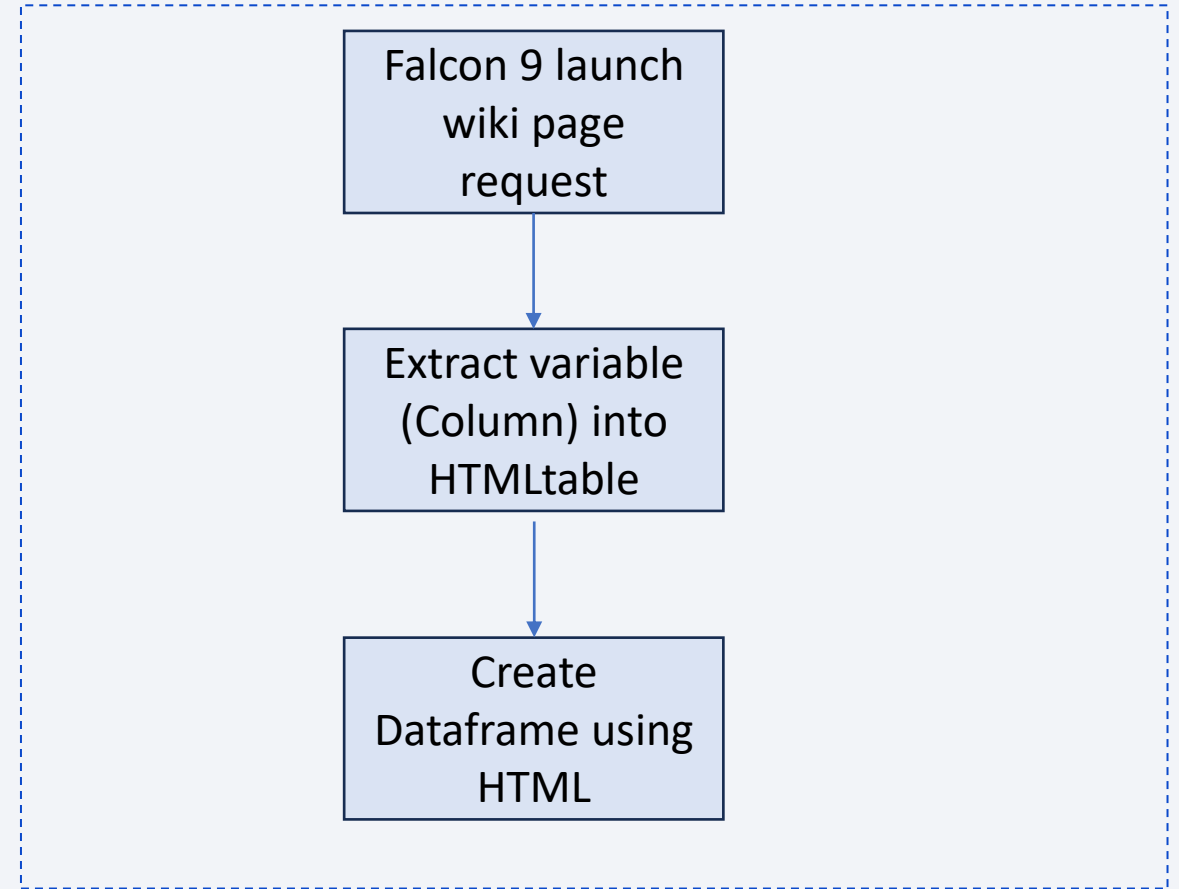 Falcon 9 launch
wiki page
request
Extract variable
(Column) into
HTMLtable
Create
Dataframe using
HTML